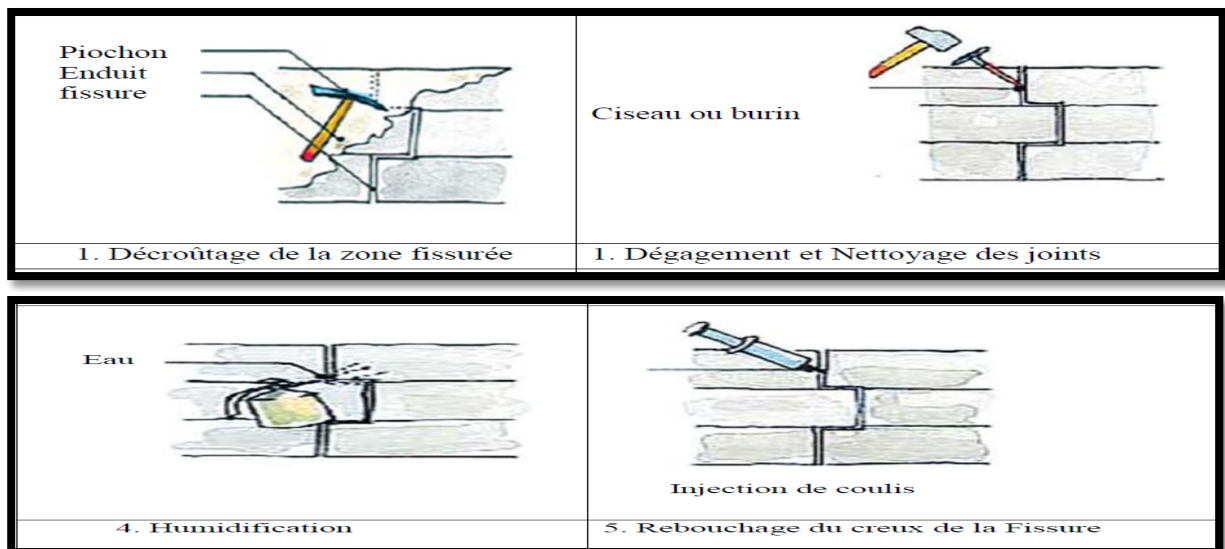 Piochon
Enduit
fissure
Ciseau ou burin
1. Décroûtage de la zone fissurée
1. Dégagement et Nettoyage des joints
Eau
Injection de coulis
4. Humidification
5. Rebouchage du creux de la Fissure